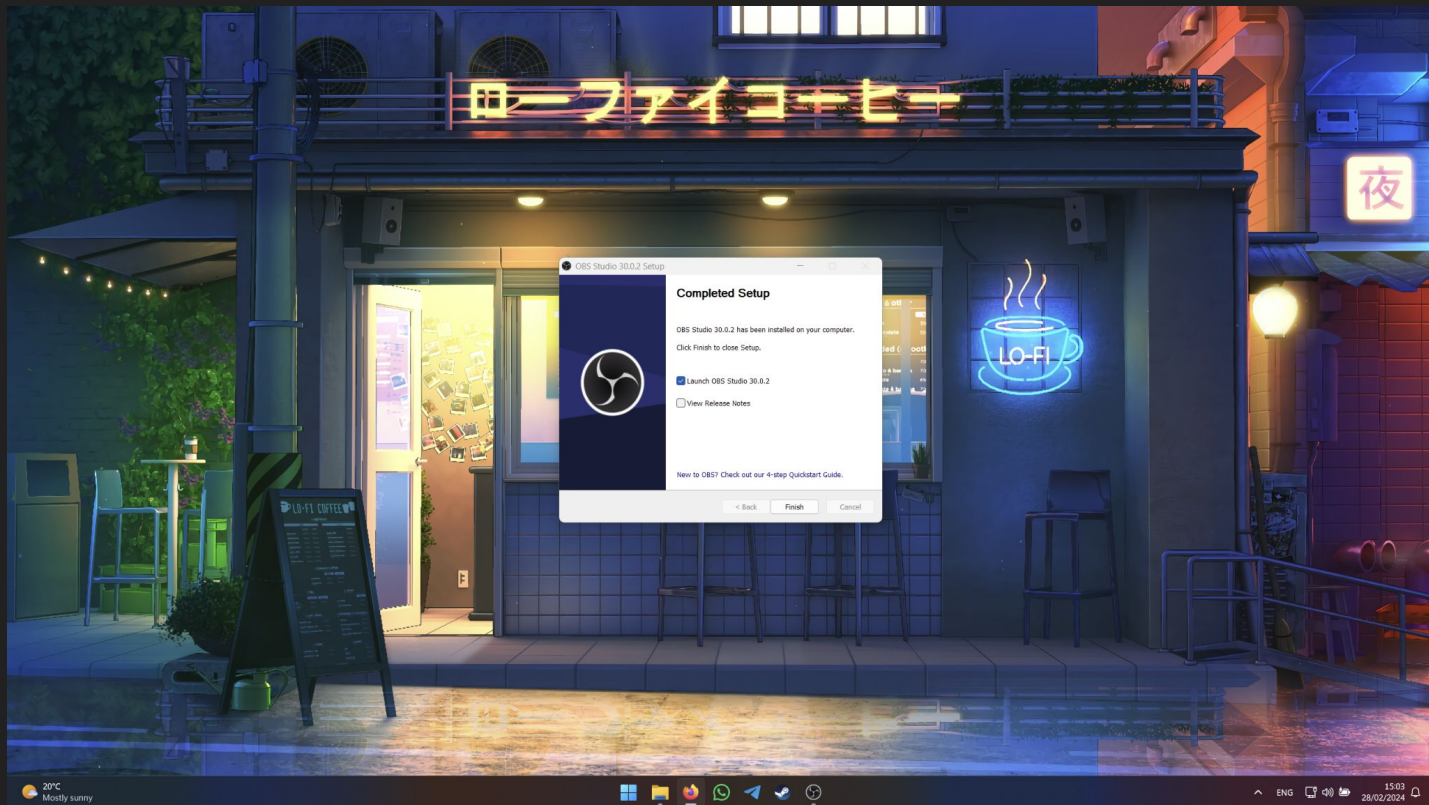 ローファイコーヒー
夜
OBS Studio 30.0.2 Setup
Completed Setup
OBS Studio 30.0.2 has been installed on your computer.
Click Finish to close Setup.
Launch OBS Studio 30.0.2
View Release Notes
New to OBS? Check out our 4-step Quickstart Guide.
< Back
Finish
Cancel
LO-FI
LO-FI COFFEE
20°C
Mostly sunny
ENG
15:03
28/02/2024